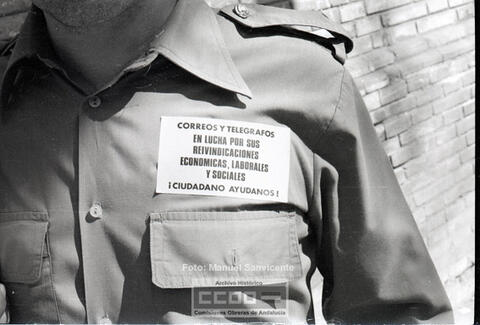 CORREOS Y TELEGRAFOS
EN LUCHA POR SUS
REIVINDICACIONES
ECONOMICAS, LABORALES
Y SOCIALES
¡CIUDADANO AYUDANOS!
Foto: Manuel Sanvicente
Archivo Histórico
CCOO
Comisiones Obreras de Andalucía